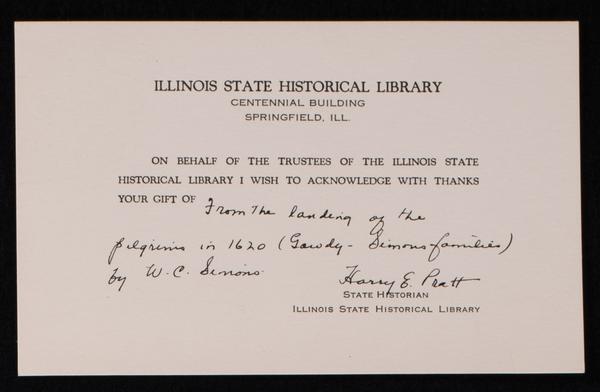 ILLINOIS STATE HISTORICAL LIBRARY
CENTENNIAL BUILDING
SPRINGFIELD, ILL.
ON BEHALF OF THE TRUSTEES OF THE ILLINOIS STATE
HISTORICAL LIBRARY I WISH TO ACKNOWLEDGE WITH THANKS
YOUR GIFT OF From the landing of the
pilgrims in 1620 (Gowdy - Simons families)
by W. C. Simons.
Harry E. Pratt
STATE HISTORIAN
ILLINOIS STATE HISTORICAL LIBRARY